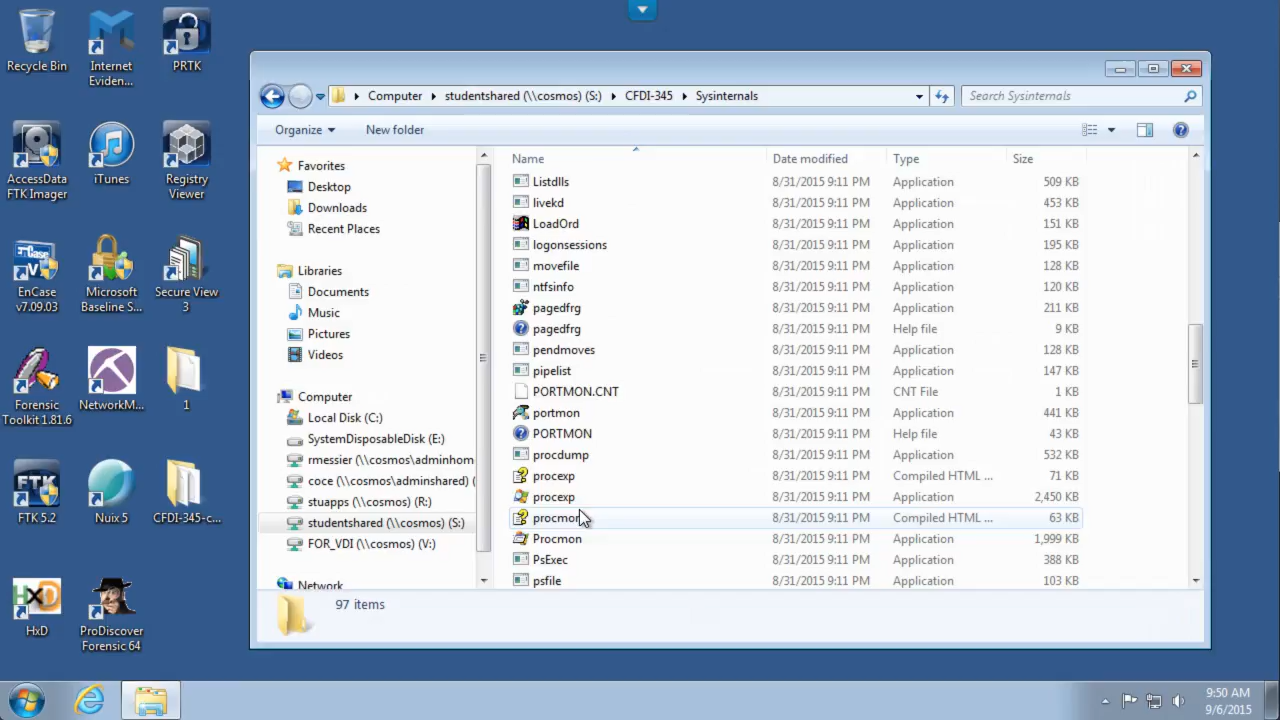 Recycle Bin
Internet
Eviden...
PRTK
AccessData
FTK Imager
iTunes
Registry
Viewer
EnCase
v7.09.03
Microsoft
Baseline S...
Secure View
3
Forensic
Toolkit 1.81.6
NetworkM...
1
FTK
FTK 5.2
Nuix 5
CFDI-345-c...
HxD
HxD
ProDiscover
Forensic 64
Computer
studentshared (\\cosmos) (S:)
CFDI-345
Sysinternals
Search Sysinternals
Organize
New folder
Favorites
Desktop
Downloads
Recent Places
Libraries
Documents
Music
Pictures
Videos
Computer
Local Disk (C:)
SystemDisposableDisk (E:)
rmessier (\\cosmos\adminhom
coce (\\cosmos\adminshared) (
stuapps (\\cosmos) (R:)
studentshared (\\cosmos) (S:)
FOR_VDI (\\cosmos) (V:)
Network
Name Date modified Type Size
Listdlls 8/31/2015 9:11 PM Application 509 KB
livekd 8/31/2015 9:11 PM Application 453 KB
LoadOrd 8/31/2015 9:11 PM Application 151 KB
logonsessions 8/31/2015 9:11 PM Application 195 KB
movefile 8/31/2015 9:11 PM Application 128 KB
ntfsinfo 8/31/2015 9:11 PM Application 120 KB
pagedfrg 8/31/2015 9:11 PM Application 211 KB
pagedfrg 8/31/2015 9:11 PM Help file 9 KB
pendmoves 8/31/2015 9:11 PM Application 128 KB
pipelist 8/31/2015 9:11 PM Application 147 KB
PORTMON.CNT 8/31/2015 9:11 PM CNT File 1 KB
portmon 8/31/2015 9:11 PM Application 441 KB
PORTMON 8/31/2015 9:11 PM Help file 43 KB
procdump 8/31/2015 9:11 PM Application 532 KB
procexp 8/31/2015 9:11 PM Compiled HTML ... 71 KB
procexp 8/31/2015 9:11 PM Application 2,450 KB
procmon 8/31/2015 9:11 PM Compiled HTML ... 63 KB
Procmon 8/31/2015 9:11 PM Application 1,999 KB
PsExec 8/31/2015 9:11 PM Application 388 KB
psfile 8/31/2015 9:11 PM Application 103 KB
97 items
9:50 AM
9/6/2015